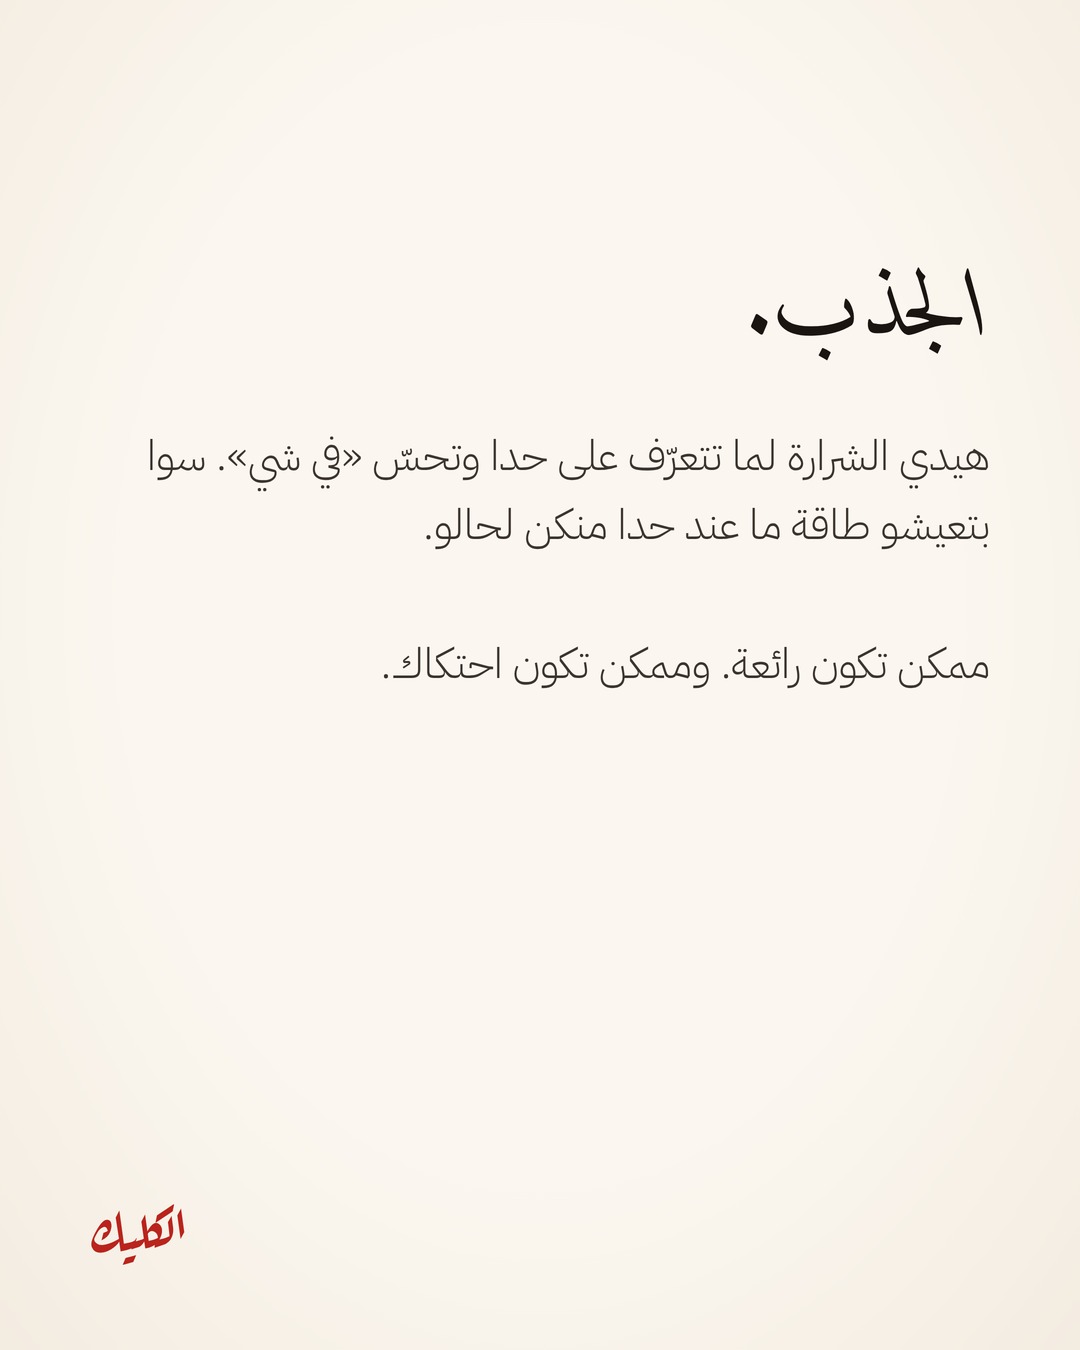 الجذب.
هيدي الشرارة لما تتعرّف على حدا وتحسّ «في شي». سوا
بتعيشو طاقة ما عند حدا منكن لحالو.
ممكن تكون رائعة. وممكن تكون احتكاك.
الكليك